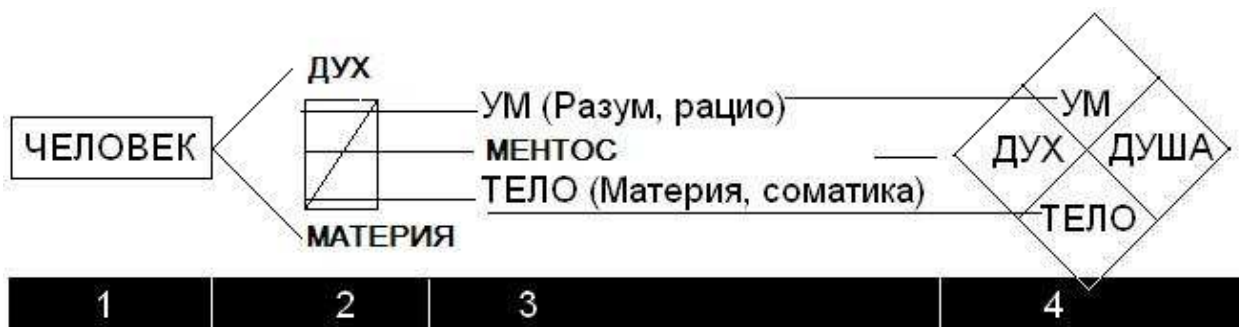 ДУХ
УМ
УМ (Разум, рацио)
ЧЕЛОВЕК
МЕНТОС
ДУХ ДУША
ТЕЛО (Материя, соматика)
ТЕЛО
МАТЕРИЯ
1 2 3 4